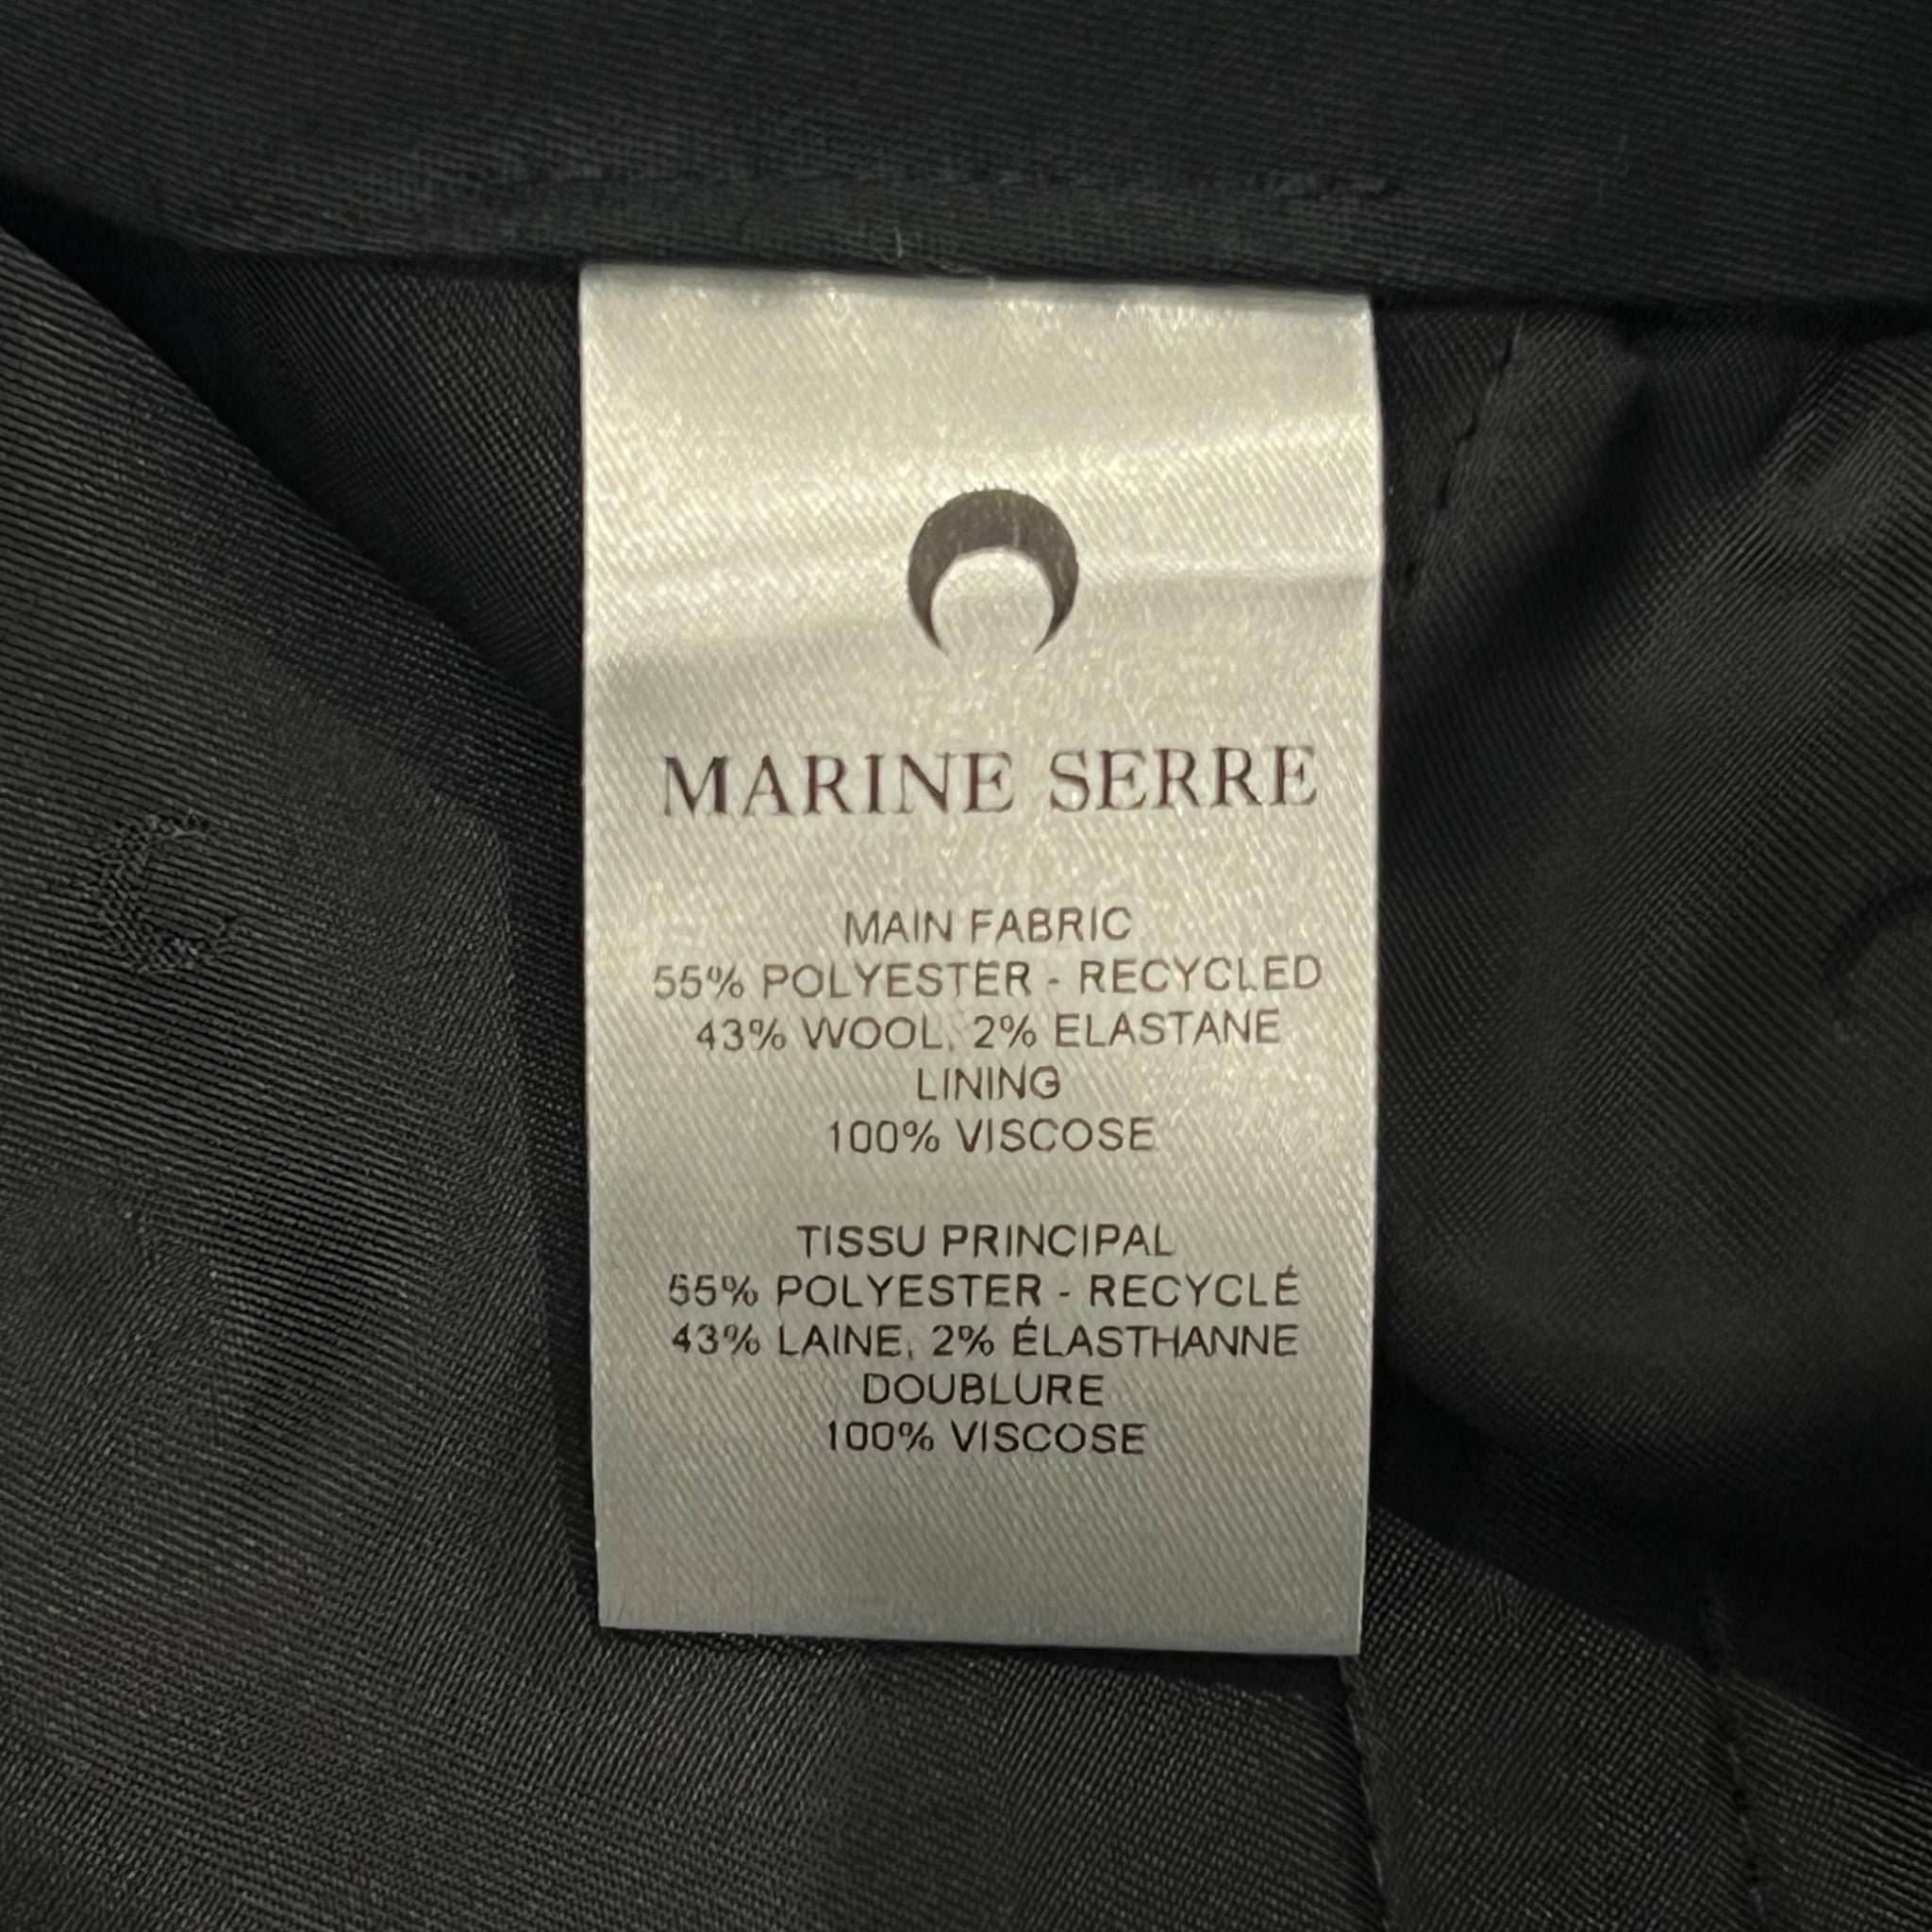 MARINE SERRE
MAIN FABRIC
55% POLYESTER - RECYCLED
43% WOOL, 2% ELASTANE
LINING
100% VISCOSE
TISSU PRINCIPAL
55% POLYESTER - RECYCLÉ
43% LAINE, 2% ÉLASTHANNE
DOUBLURE
100% VISCOSE